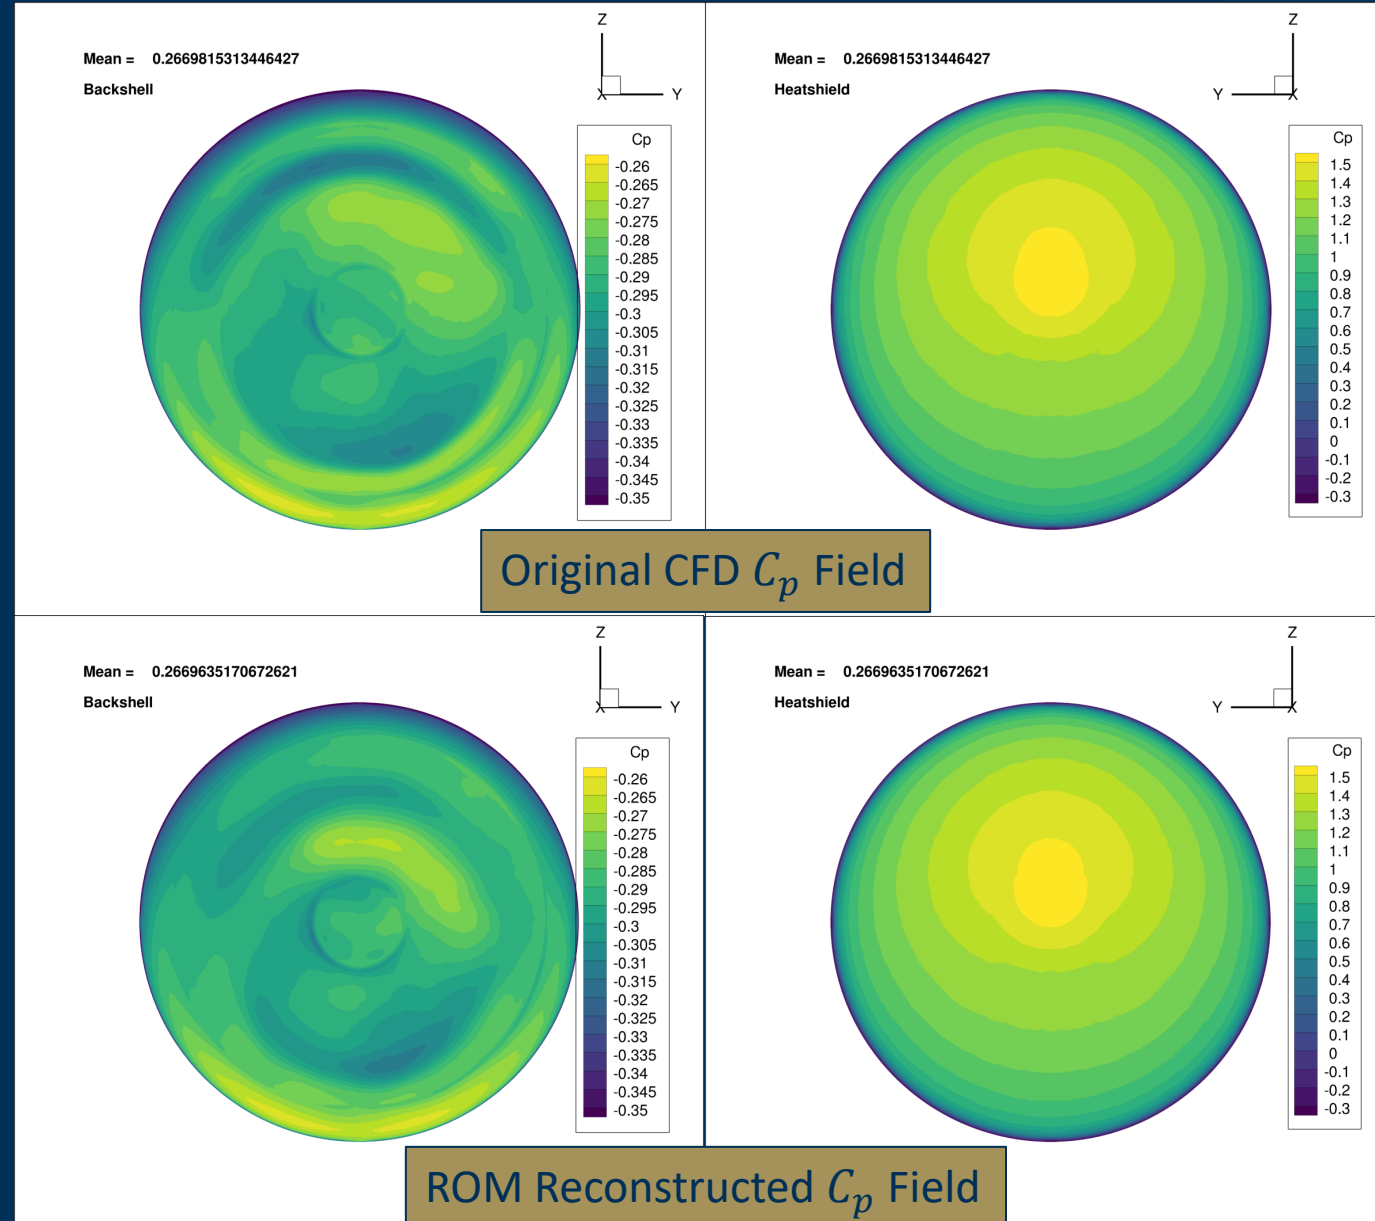 Mean = 0.2669815313446427
Backshell
Z
X
Y
Cp
-0.26
-0.265
-0.27
-0.275
-0.28
-0.285
-0.29
-0.295
-0.3
-0.305
-0.31
-0.315
-0.32
-0.325
-0.33
-0.335
-0.34
-0.345
-0.35
Mean = 0.2669815313446427
Heatshield
Z
Y
X
Cp
1.5
1.4
1.3
1.2
1.1
1
0.9
0.8
0.7
0.6
0.5
0.4
0.3
0.2
0.1
0
-0.1
-0.2
-0.3
Original CFD Cp Field
Mean = 0.2669635170672621
Backshell
Z
X
Y
Cp
-0.26
-0.265
-0.27
-0.275
-0.28
-0.285
-0.29
-0.295
-0.3
-0.305
-0.31
-0.315
-0.32
-0.325
-0.33
-0.335
-0.34
-0.345
-0.35
Mean = 0.2669635170672621
Heatshield
Z
Y
X
Cp
1.5
1.4
1.3
1.2
1.1
1
0.9
0.8
0.7
0.6
0.5
0.4
0.3
0.2
0.1
0
-0.1
-0.2
-0.3
ROM Reconstructed Cp Field